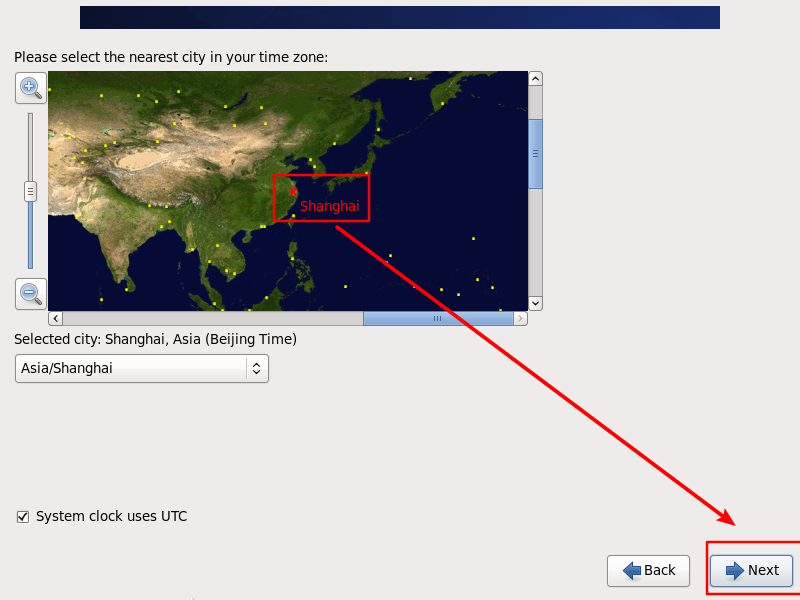 Please select the nearest city in your time zone:
Shanghai
Selected city: Shanghai, Asia (Beijing Time)
Asia/Shanghai
System clock uses UTC
Back
Next